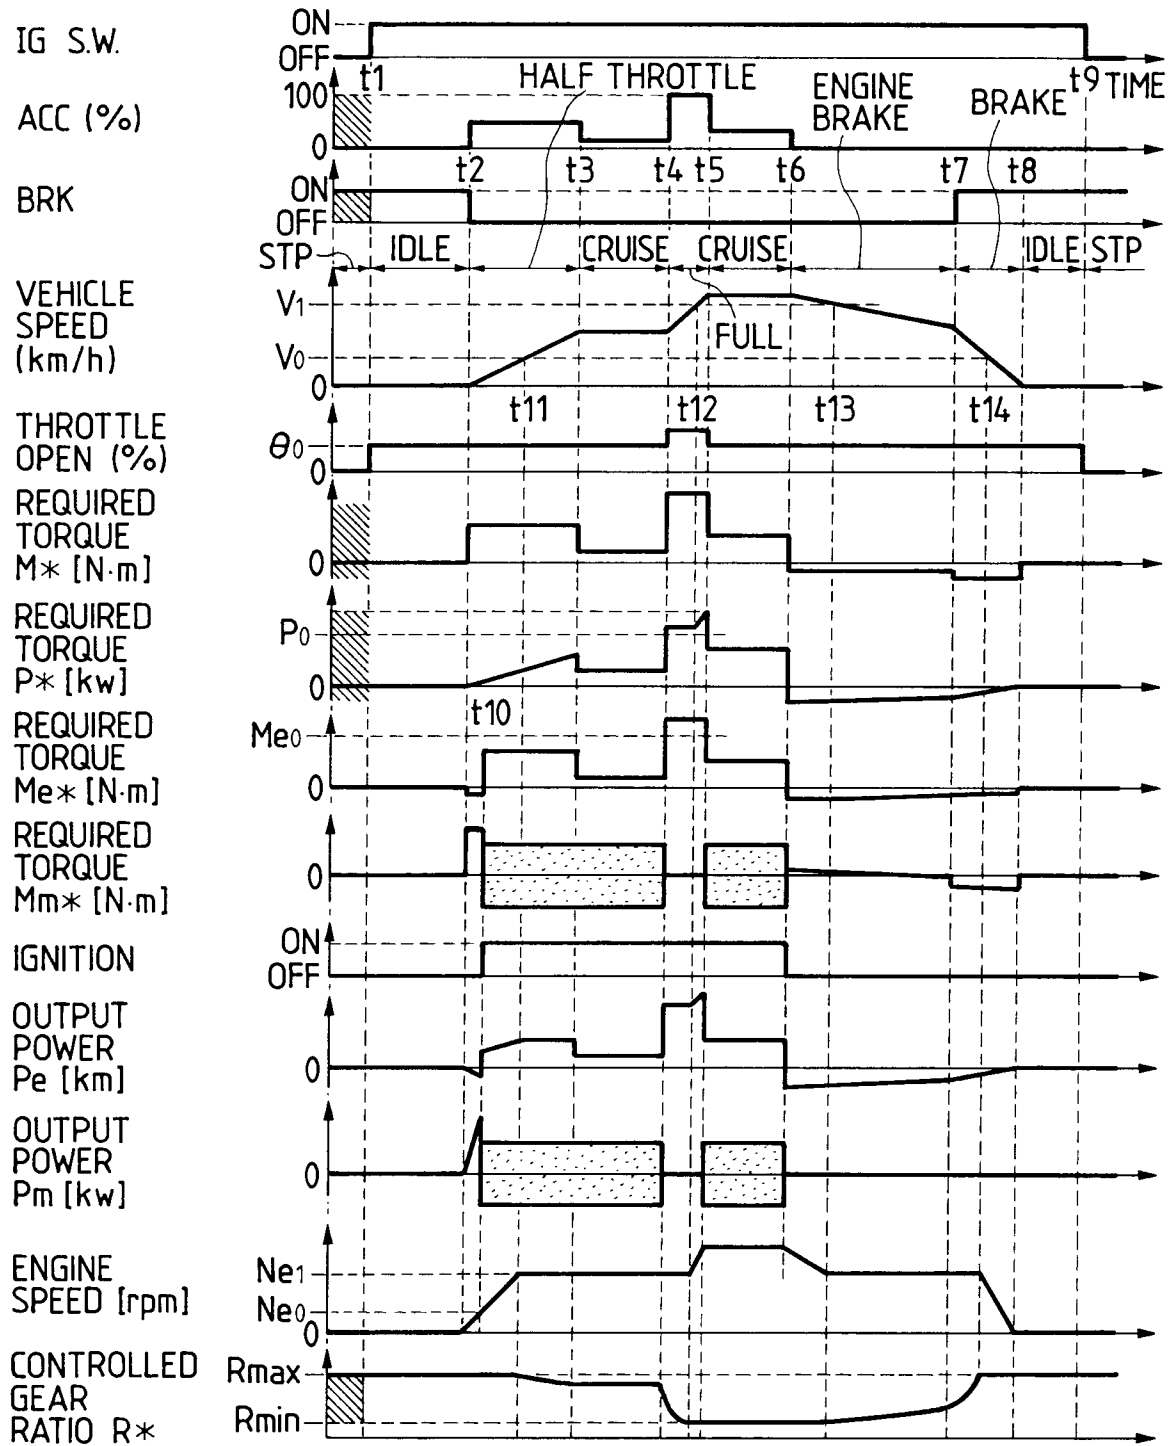 IG S.W.
ON
OFF
t1
t9 TIME
HALF THROTTLE
ENGINE
BRAKE
BRAKE
ACC (%)
100
0
t2
t3
t4
t5
t6
t7
t8
BRK
ON
OFF
STP
IDLE
CRUISE
CRUISE
IDLE
STP
VEHICLE
SPEED
(km/h)
V1
V0
0
FULL
t11
t12
t13
t14
THROTTLE
OPEN (%)
θ0
0
REQUIRED
TORQUE
M* [N·m]
0
REQUIRED
TORQUE
P* [kw]
P0
0
t10
REQUIRED
TORQUE
Me* [N·m]
Me0
0
REQUIRED
TORQUE
Mm* [N·m]
0
IGNITION
ON
OFF
OUTPUT
POWER
Pe [km]
0
OUTPUT
POWER
Pm [kw]
0
ENGINE
SPEED [rpm]
Ne1
Ne0
0
CONTROLLED
GEAR
RATIO R*
Rmax
Rmin